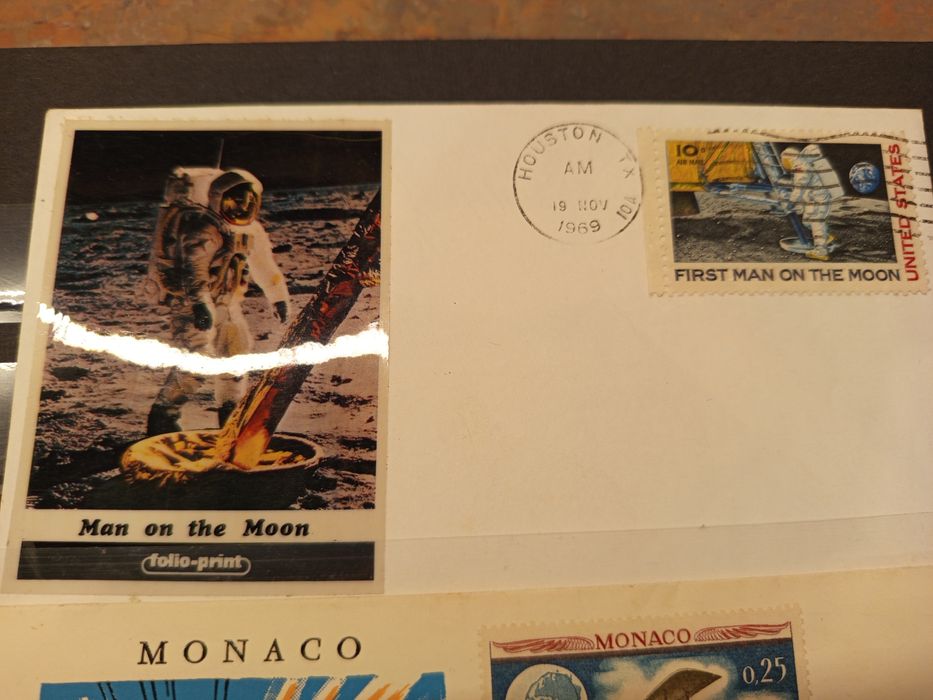 HOUSTON TX
AM
19 NOV
1969
10A
10¢
AIR MAIL
UNITED STATES
FIRST MAN ON THE MOON
Man on the Moon
folio-print
MONACO
MONACO
0,25